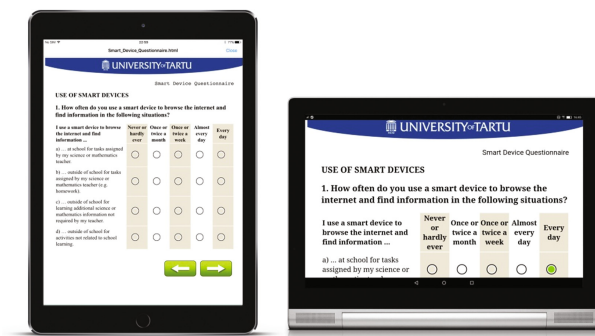 Smart_Device_Questionnaire.html
Close
UNIVERSITY OF TARTU
Smart Device Questionnaire
USE OF SMART DEVICES
1. How often do you use a smart device to browse the internet and
find information in the following situations?
I use a smart device to browse
the internet and find
information ...
Never or
hardly
ever
Once or
twice a
month
Once or
twice a
week
Almost
every
day
Every
day
a) ... at school for tasks assigned
by my science or mathematics
teacher.
b) ... outside of school for tasks
assigned by my science or
mathematics teacher (e.g.
homework).
c) ... outside of school for
learning additional science or
mathematics information not
required by my teacher.
d) ... outside of school for
activities not related to school
learning.
UNIVERSITY OF TARTU
Smart Device Questionnaire
USE OF SMART DEVICES
1. How often do you use a smart device to browse the
internet and find information in the following situations?
I use a smart device to
browse the internet and
find information ...
Never
or
hardly
ever
Once or
twice a
month
Once or
twice a
week
Almost
every
day
Every
day
a) ... at school for tasks
assigned by my science or